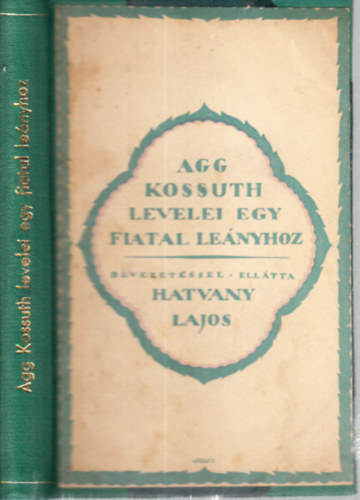 Agg Kossuth levelei egy fiatal leányhoz
AGG
KOSSUTH
LEVELEI EGY
FIATAL LEÁNYHOZ
BEVEZETÉSSEL · ELLÁTTA
HATVANY
LAJOS